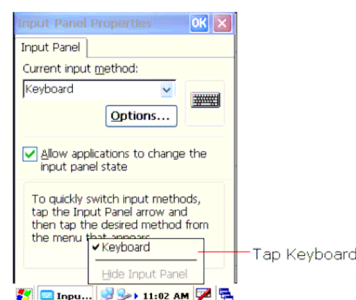 Input Panel Properties OK
Input Panel
Current input method:
Keyboard
Options...
Allow applications to change the
input panel state
To quickly switch input methods,
tap the Input Panel arrow and
then tap the desired method from
the menu that appears.
Keyboard
Tap Keyboard
Hide Input Panel
Inpu... 11:02 AM